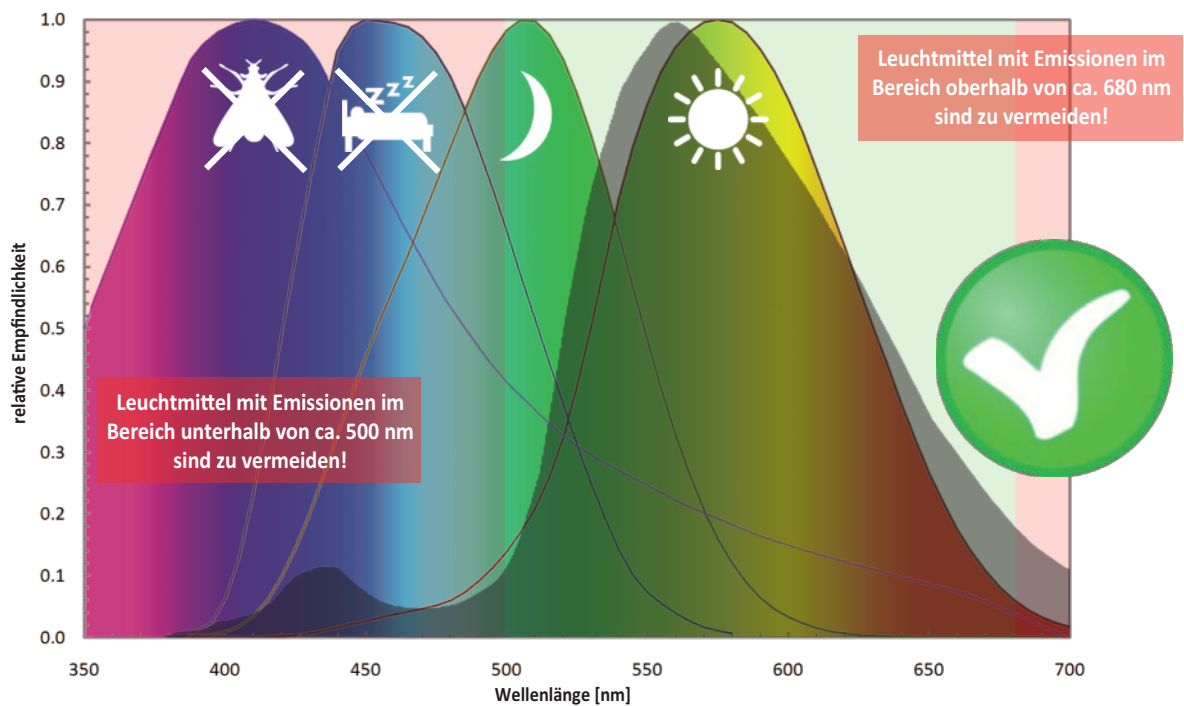 1.0
0.9
0.8
0.7
0.6
0.5
0.4
0.3
0.2
0.1
0.0
relative Empfindlichkeit
z z z z
Leuchtmittel mit Emissionen im
Bereich oberhalb von ca. 680 nm
sind zu vermeiden!
Leuchtmittel mit Emissionen im
Bereich unterhalb von ca. 500 nm
sind zu vermeiden!
350 400 450 500 550 600 650 700
Wellenlänge [nm]